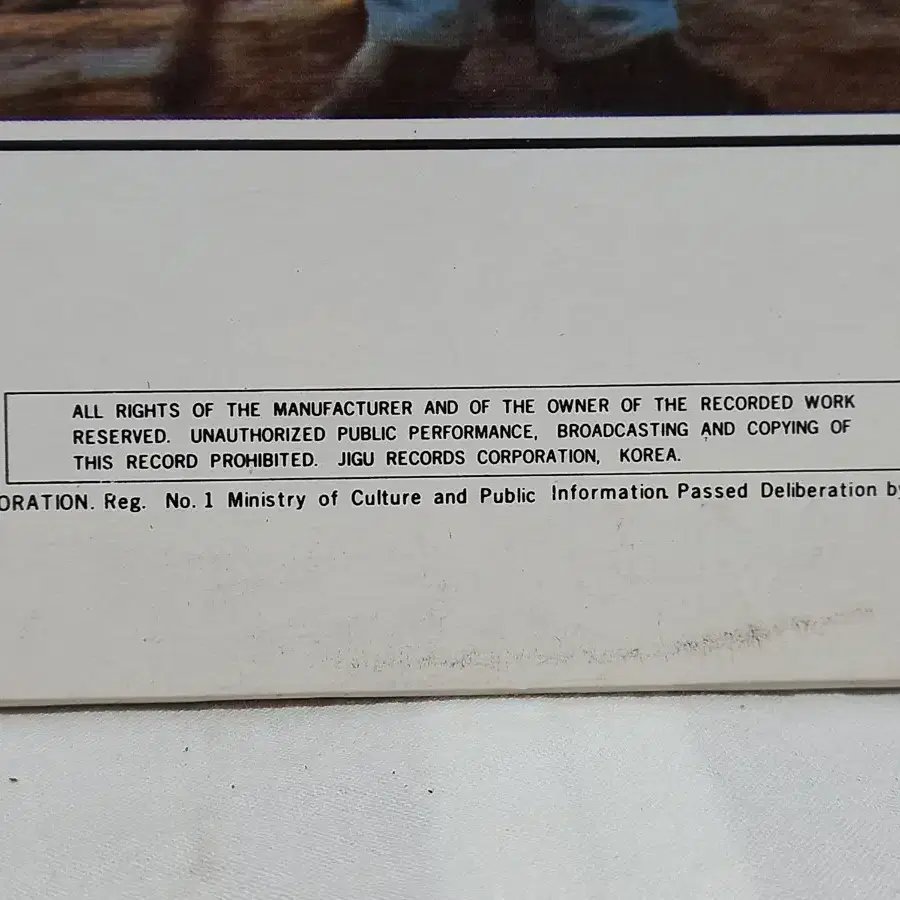 ALL RIGHTS OF THE MANUFACTURER AND OF THE OWNER OF THE RECORDED WORK
RESERVED. UNAUTHORIZED PUBLIC PERFORMANCE, BROADCASTING AND COPYING OF
THIS RECORD PROHIBITED. JIGU RECORDS CORPORATION, KOREA.
ORATION. Reg. No. 1 Ministry of Culture and Public Information. Passed Deliberation